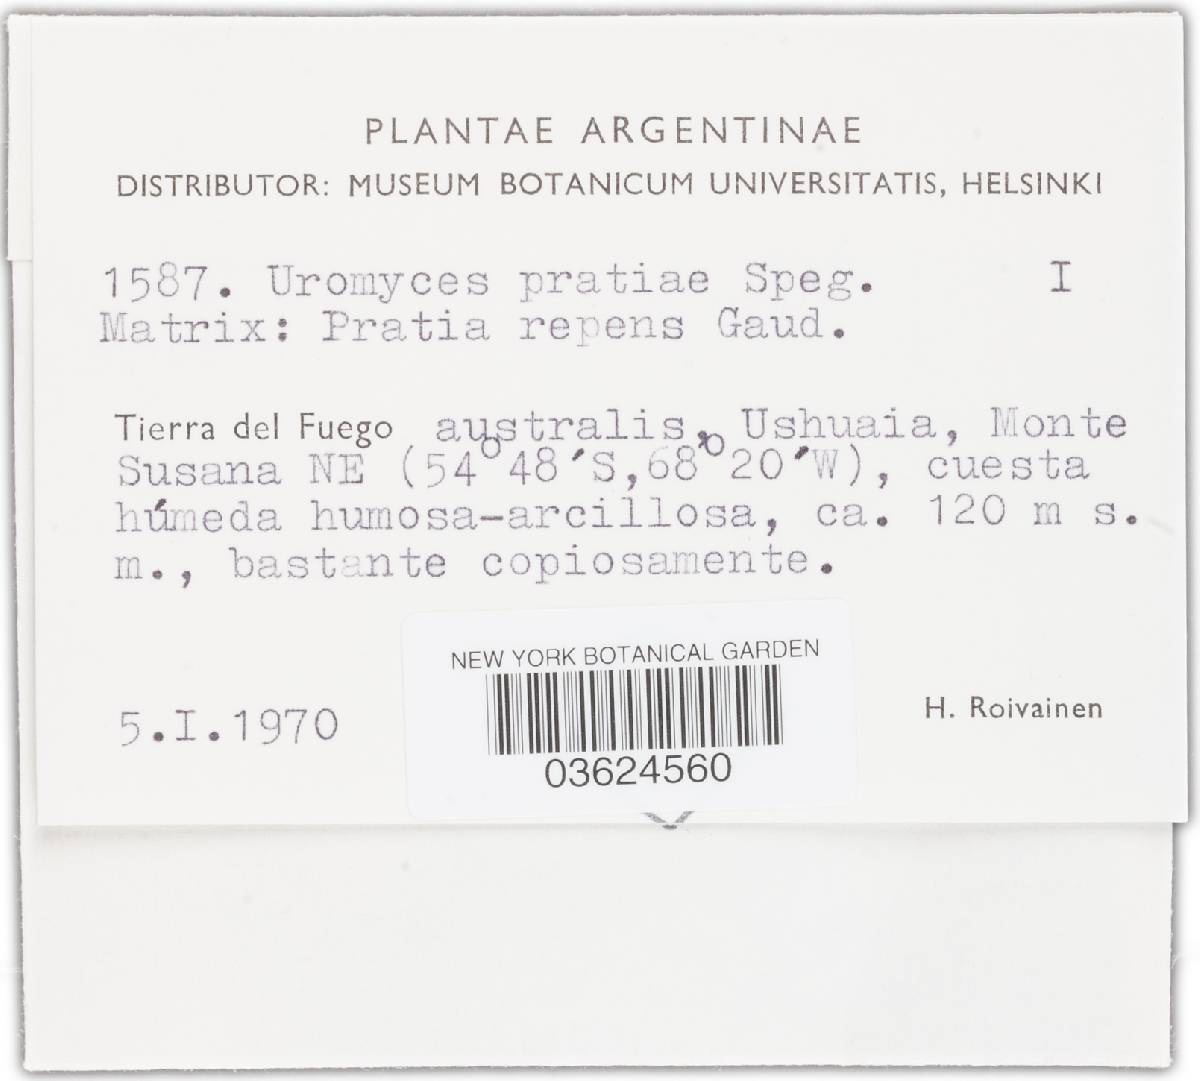 PLANTAE ARGENTINAE
DISTRIBUTOR: MUSEUM BOTANICUM UNIVERSITATIS, HELSINKI
1587. Uromyces pratiae Speg. I
Matrix: Pratia repens Gaud.
Tierra del Fuego australis, Ushuaia, Monte
Susana NE (54°48′S,68°20′W), cuesta
húmeda humosa-arcillosa, ca. 120 m s.
m., bastante copiosamente.
NEW YORK BOTANICAL GARDEN
03624560
5.I.1970
H. Roivainen